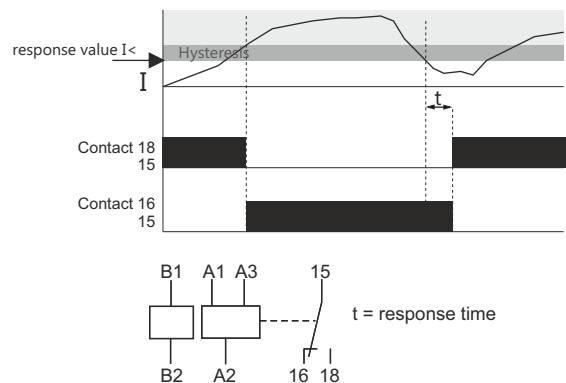 response value I<
Hysteresis
I
t
Contact 18
15
Contact 16
15
B1 A1 A3 15
t = response time
B2 A2 16 18